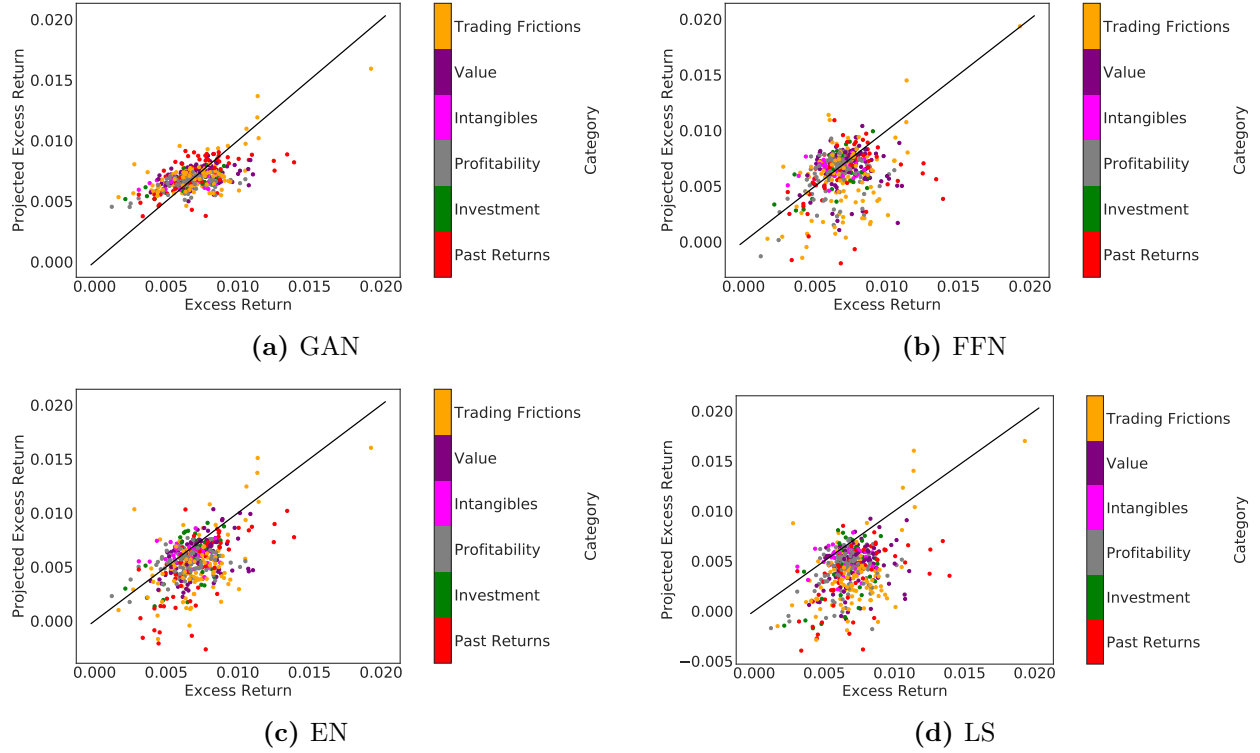 0.020
0.015
0.010
0.005
0.000
Projected Excess Return
0.000 0.005 0.010 0.015 0.020
Excess Return
Trading Frictions
Value
Intangibles
Profitability
Investment
Past Returns
Category
(a) GAN
0.020
0.015
0.010
0.005
0.000
Projected Excess Return
0.000 0.005 0.010 0.015 0.020
Excess Return
Trading Frictions
Value
Intangibles
Profitability
Investment
Past Returns
Category
(b) FFN
0.020
0.015
0.010
0.005
0.000
Projected Excess Return
0.000 0.005 0.010 0.015 0.020
Excess Return
Trading Frictions
Value
Intangibles
Profitability
Investment
Past Returns
Category
(c) EN
0.020
0.015
0.010
0.005
0.000
−0.005
Projected Excess Return
0.000 0.005 0.010 0.015 0.020
Excess Return
Trading Frictions
Value
Intangibles
Profitability
Investment
Past Returns
Category
(d) LS